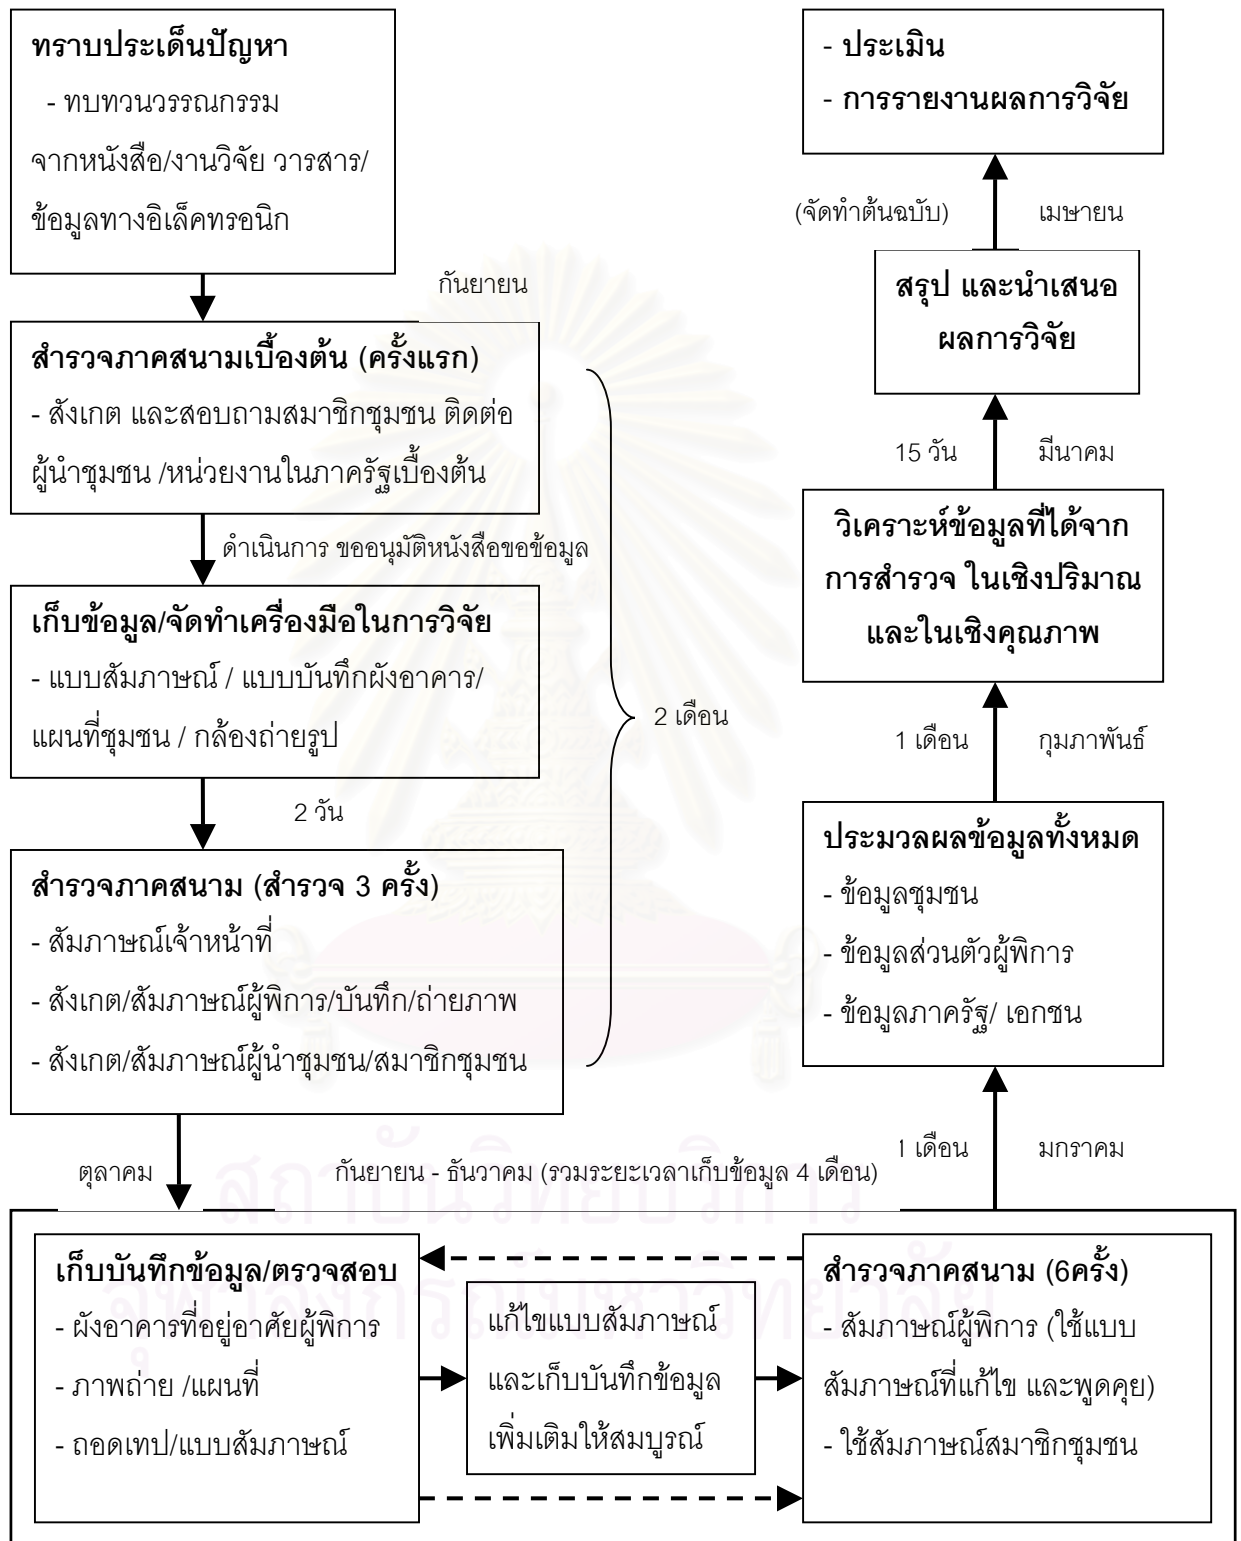 ทราบประเด็นปัญหา
- ทบทวนวรรณกรรม
จากหนังสือ/งานวิจัย วารสาร/
ข้อมูลทางอิเล็คทรอนิก
กันยายน
สำรวจภาคสนามเบื้องต้น (ครั้งแรก)
- สังเกต และสอบถามสมาชิกชุมชน ติดต่อ
ผู้นำชุมชน /หน่วยงานในภาครัฐเบื้องต้น
ดำเนินการ ขออนุมัติหนังสือขอข้อมูล
เก็บข้อมูล/จัดทำเครื่องมือในการวิจัย
- แบบสัมภาษณ์ / แบบบันทึกผังอาคาร/
แผนที่ชุมชน / กล้องถ่ายรูป
2 วัน
สำรวจภาคสนาม (สำรวจ 3 ครั้ง)
- สัมภาษณ์เจ้าหน้าที่
- สังเกต/สัมภาษณ์ผู้พิการ/บันทึก/ถ่ายภาพ
- สังเกต/สัมภาษณ์ผู้นำชุมชน/สมาชิกชุมชน
2 เดือน
ตุลาคม
กันยายน - ธันวาคม (รวมระยะเวลาเก็บข้อมูล 4 เดือน)
เก็บบันทึกข้อมูล/ตรวจสอบ
- ผังอาคารที่อยู่อาศัยผู้พิการ
- ภาพถ่าย /แผนที่
- ถอดเทป/แบบสัมภาษณ์
แก้ไขแบบสัมภาษณ์
และเก็บบันทึกข้อมูล
เพิ่มเติมให้สมบูรณ์
สำรวจภาคสนาม (6ครั้ง)
- สัมภาษณ์ผู้พิการ (ใช้แบบ
สัมภาษณ์ที่แก้ไข และพูดคุย)
- ใช้สัมภาษณ์สมาชิกชุมชน
1 เดือน มกราคม
ประมวลผลข้อมูลทั้งหมด
- ข้อมูลชุมชน
- ข้อมูลส่วนตัวผู้พิการ
- ข้อมูลภาครัฐ/ เอกชน
1 เดือน กุมภาพันธ์
วิเคราะห์ข้อมูลที่ได้จาก
การสำรวจ ในเชิงปริมาณ
และในเชิงคุณภาพ
15 วัน มีนาคม
สรุป และนำเสนอ
ผลการวิจัย
(จัดทำต้นฉบับ) เมษายน
- ประเมิน
- การรายงานผลการวิจัย
สถาบันวิทยบริการ
จุฬาลงกรณ์มหาวิทยาลัย